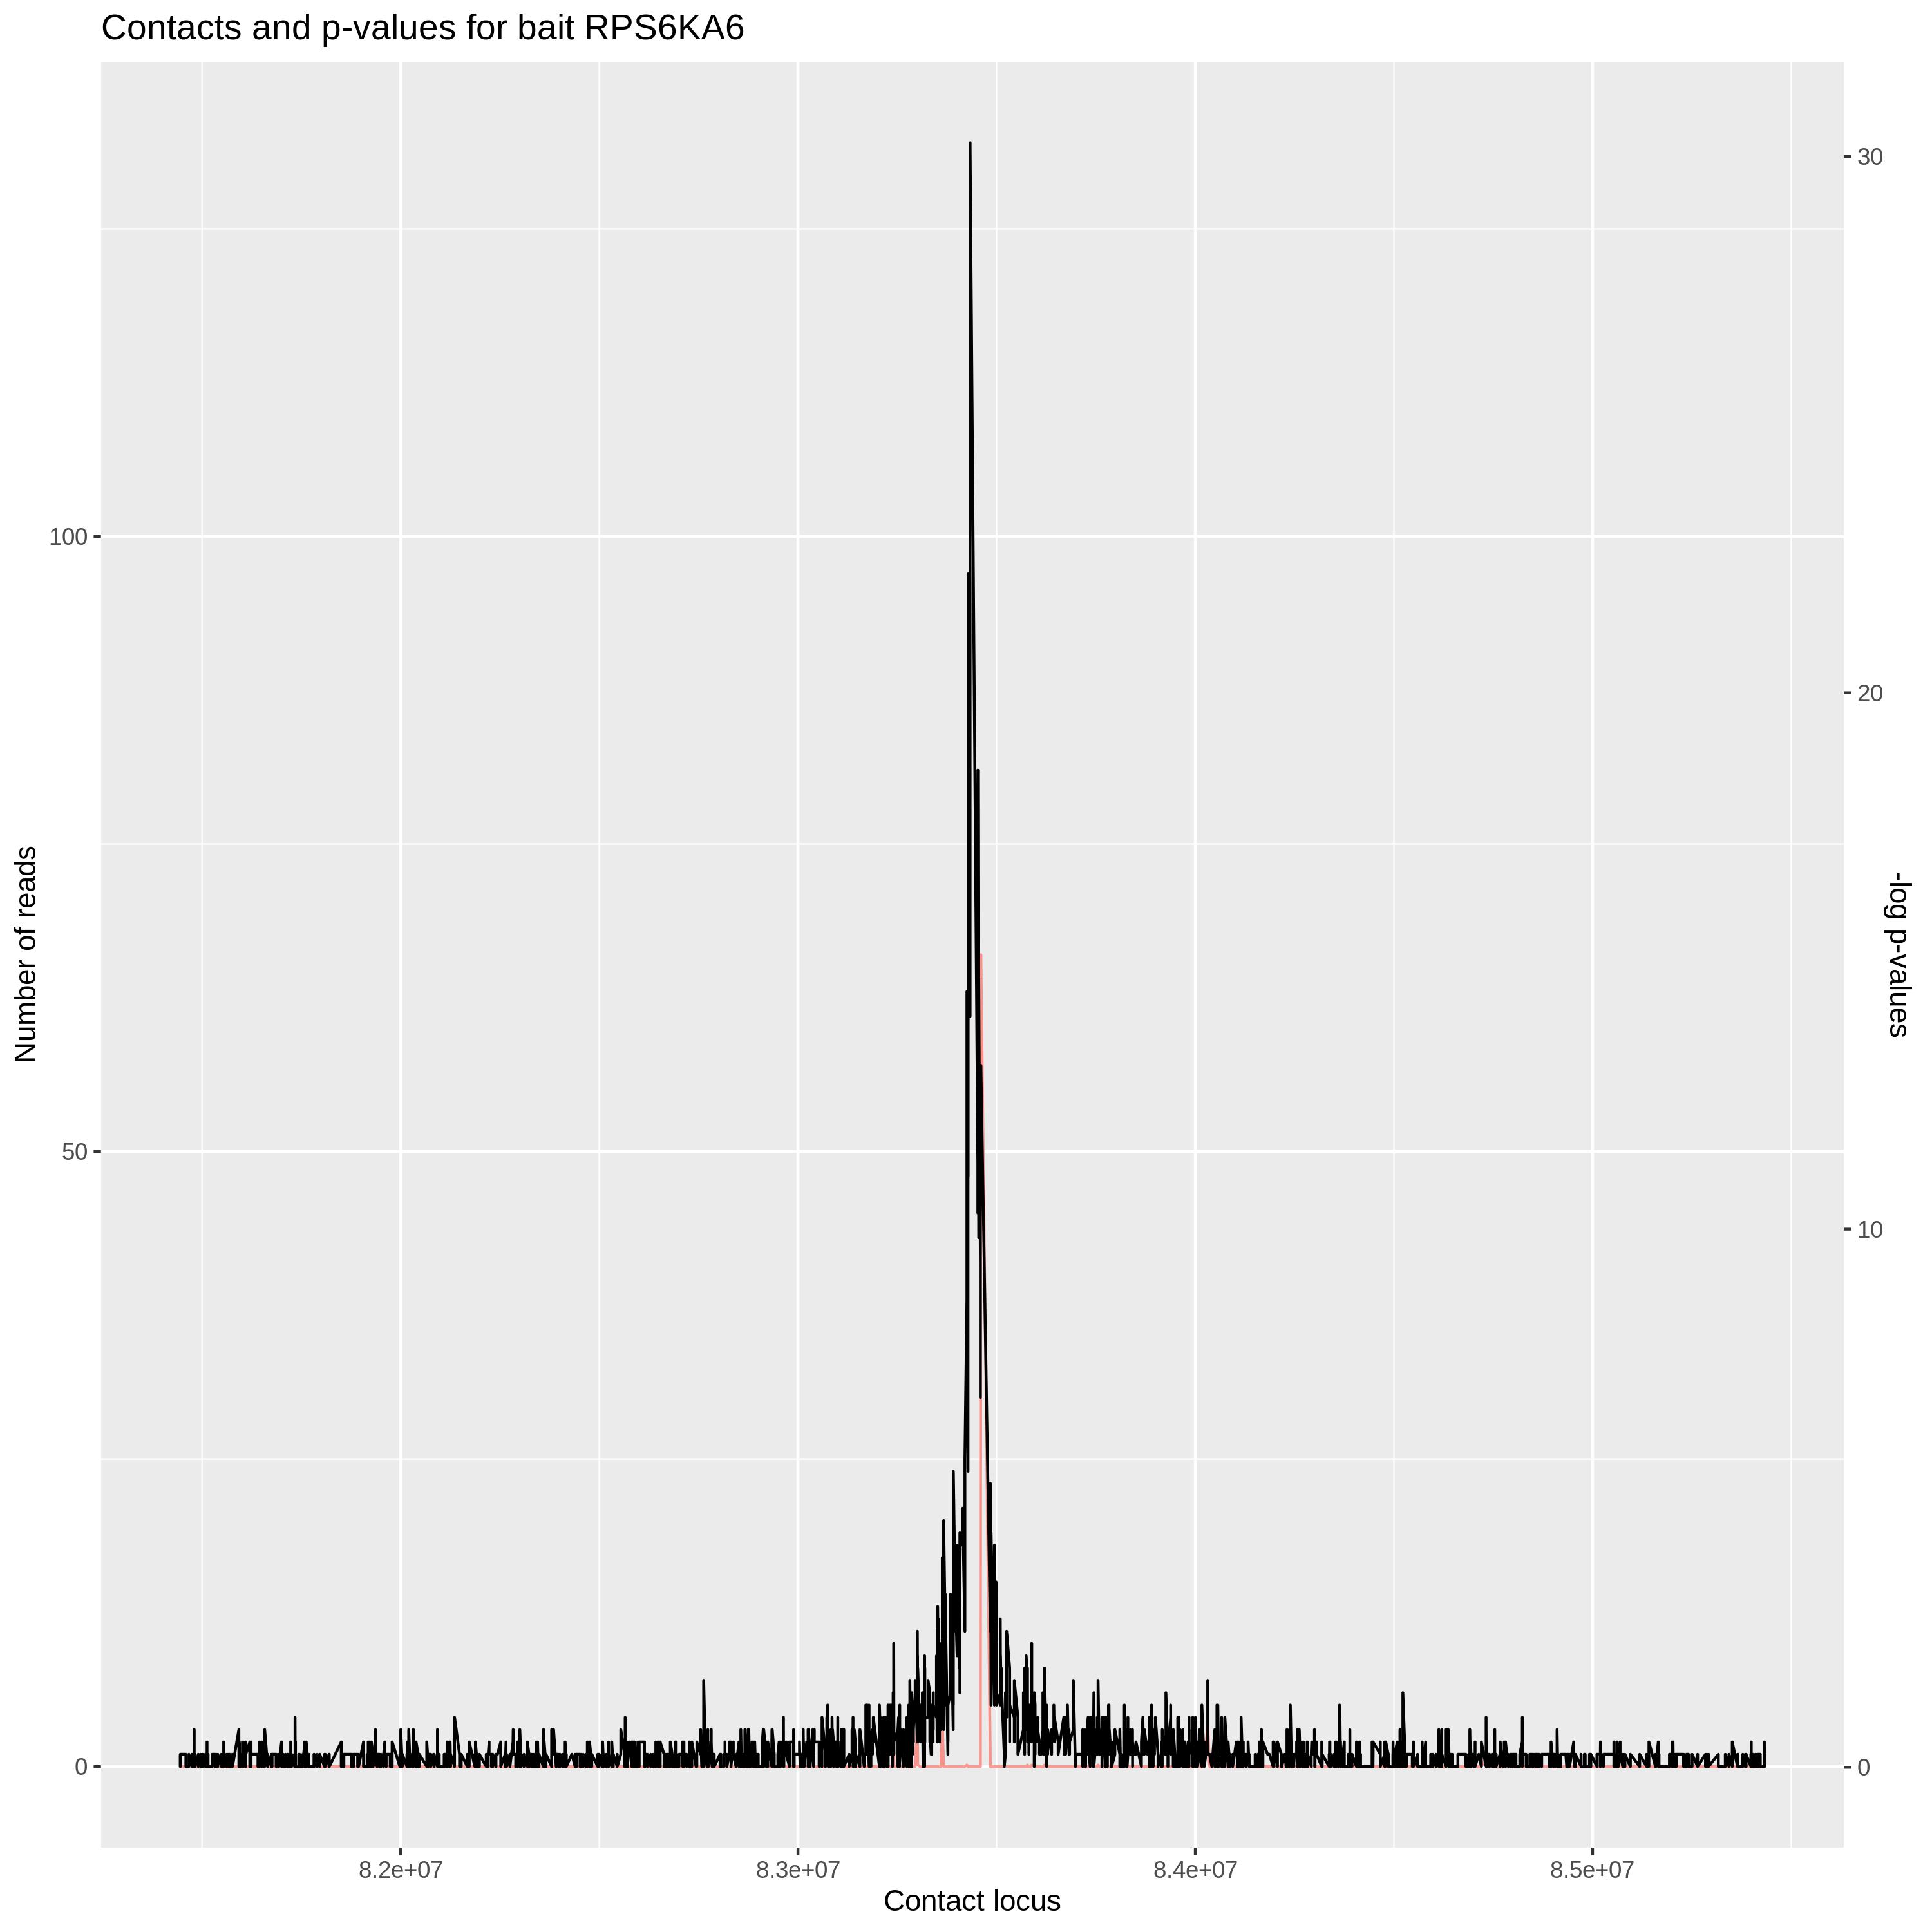 Contacts and p-values for bait RPS6KA6
30
100
20
Number of reads
-log p-values
50
10
0
0
8.2e+07
8.3e+07
8.4e+07
8.5e+07
Contact locus